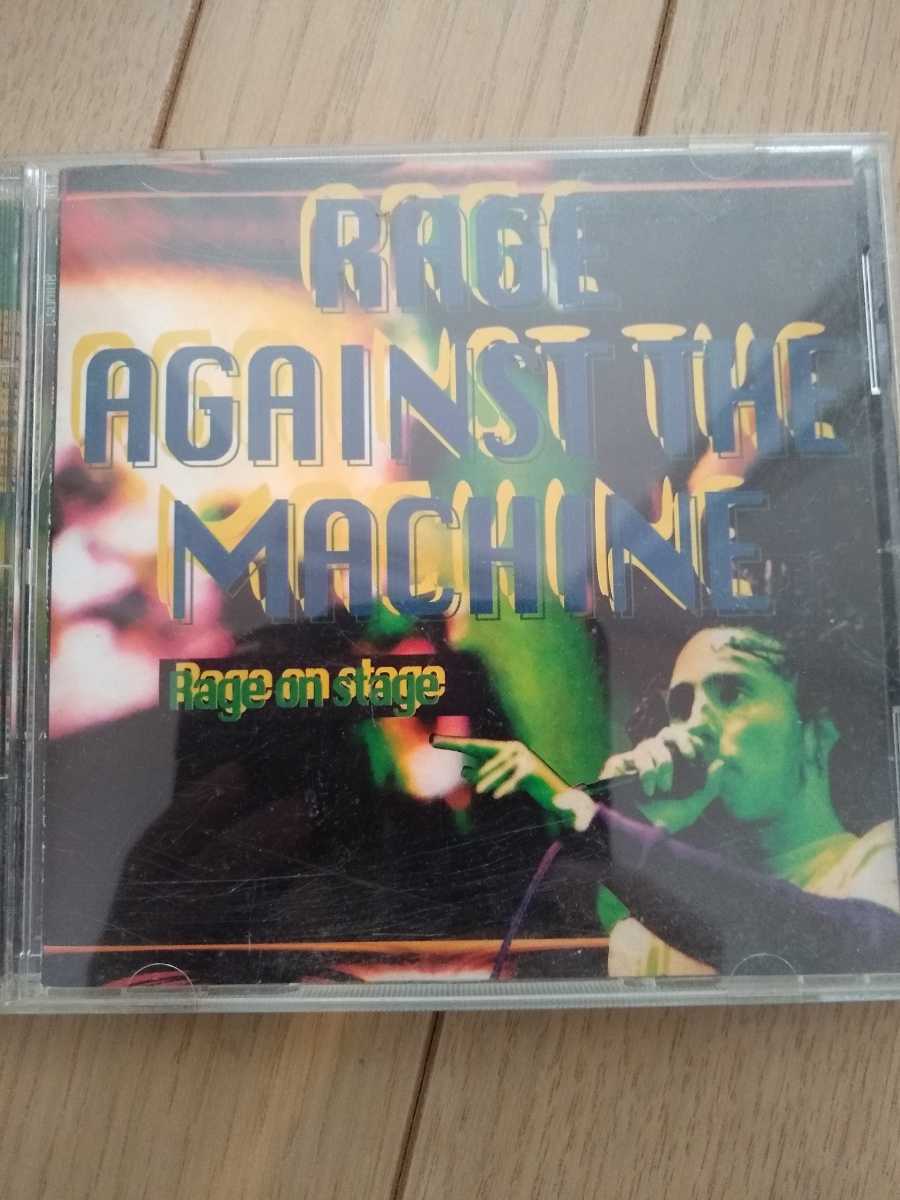 RAGE
AGAINST THE
MACHINE
Rage on stage